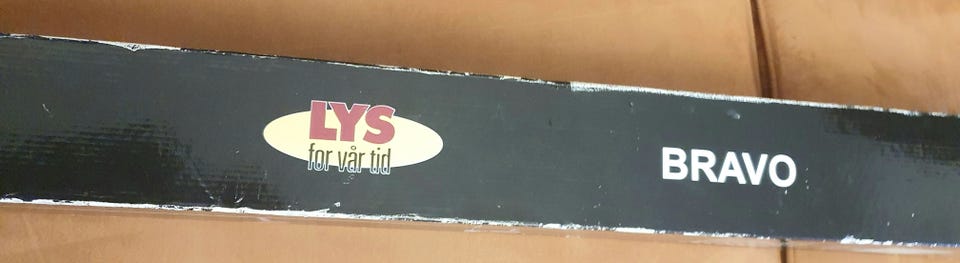 LYS
for vår tid
BRAVO